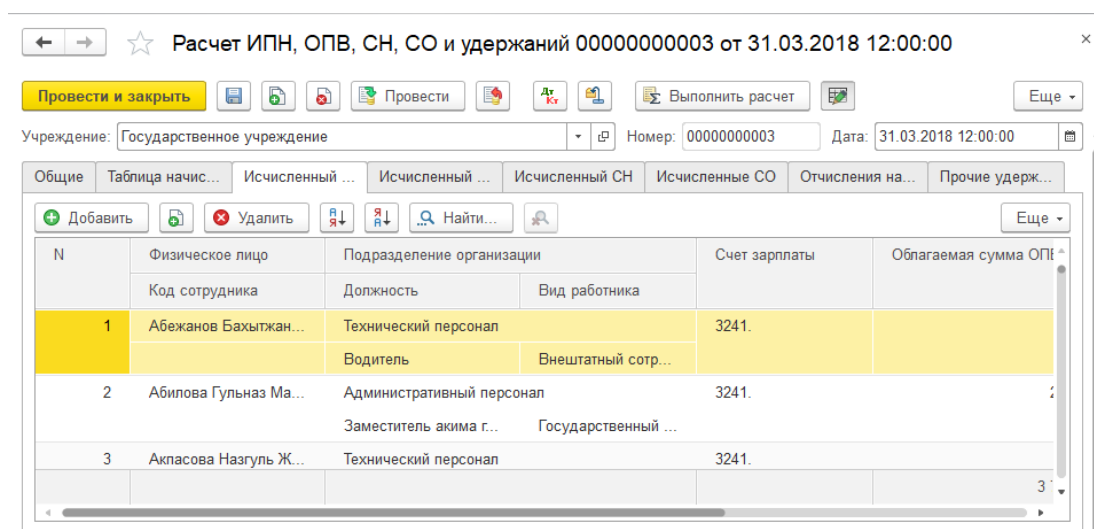 Расчет ИПН, ОПВ, СН, СО и удержаний 00000000003 от 31.03.2018 12:00:00
Провести и закрыть Провести Дт Кт Выполнить расчет Еще
Учреждение: Государственное учреждение Номер: 00000000003 Дата: 31.03.2018 12:00:00
Общие Таблица начис... Исчисленный ... Исчисленный ... Исчисленный СН Исчисленные СО Отчисления на... Прочие удерж...
Добавить Удалить Найти... Еще
N Физическое лицо Подразделение организации Счет зарплаты Облагаемая сумма ОПВ
Код сотрудника Должность Вид работника
1 Абежанов Бахытжан... Технический персонал 3241.
Водитель Внештатный сотр...
2 Абилова Гульназ Ма... Административный персонал 3241.
Заместитель акима г... Государственный ...
3 Акпасова Назгуль Ж... Технический персонал 3241.
3